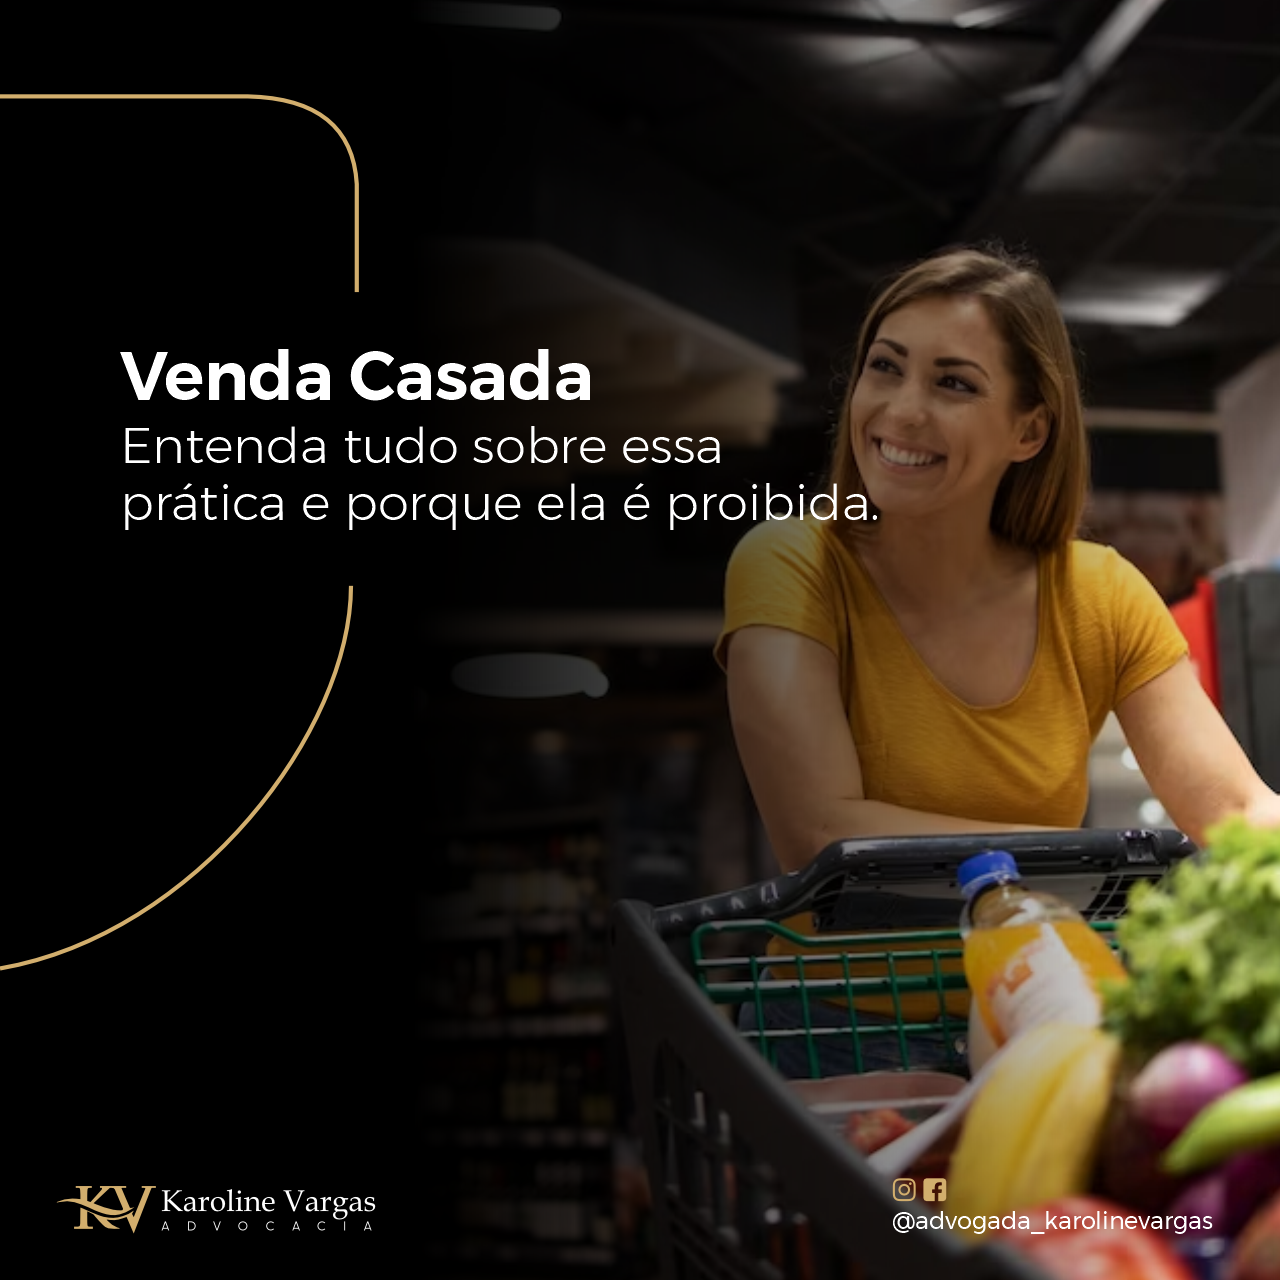 Venda Casada
Entenda tudo sobre essa
prática e porque ela é proibida.
KV Karoline Vargas
ADVOCACIA
@advogada_karolinevargas